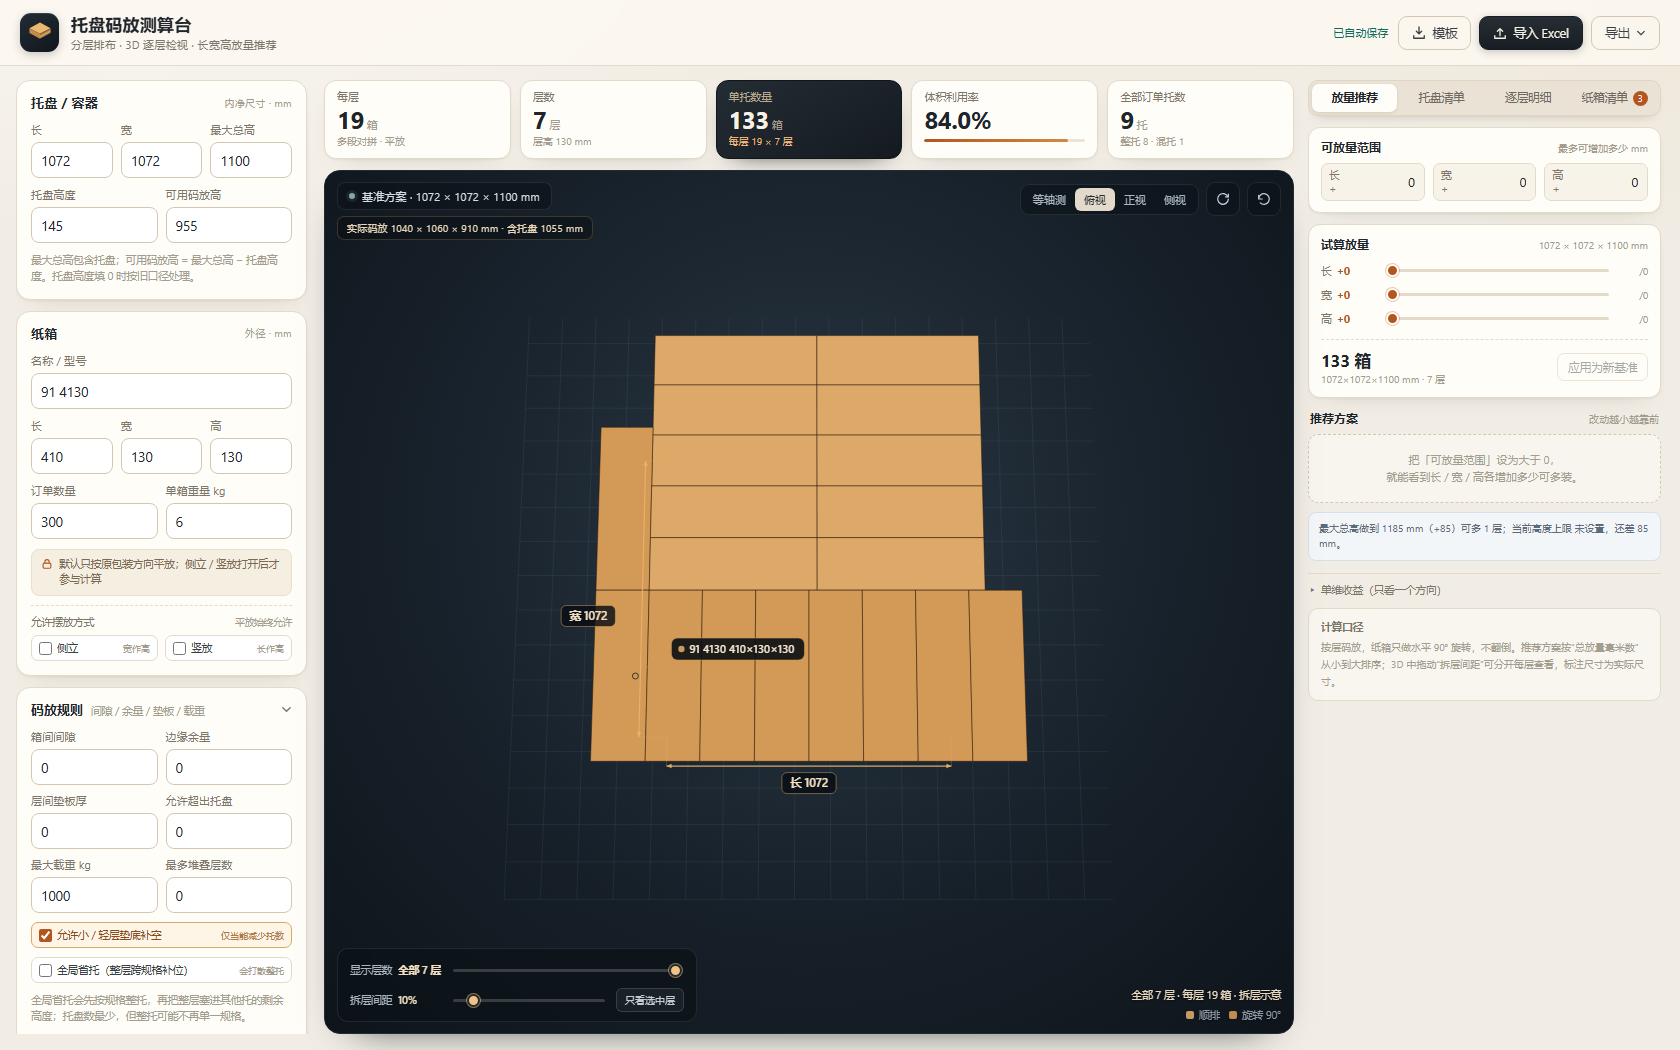 托盘码放测算台
分层排布 · 3D 逐层检视 · 长宽高放量推荐
已自动保存
模板
导入 Excel
导出
托盘 / 容器
内净尺寸 · mm
长
宽
最大总高
1072
1072
1100
托盘高度
可用码放高
145
955
最大总高包含托盘；可用码放高 = 最大总高 − 托盘高
度。托盘高度填 0 时按旧口径处理。
纸箱
外径 · mm
名称 / 型号
91 4130
长
宽
高
410
130
130
订单数量
单箱重量 kg
300
6
默认只按原包装方向平放；侧立 / 竖放打开后才
参与计算
允许摆放方式
平放始终允许
侧立
宽作高
竖放
长作高
码放规则
间隙 / 余量 / 垫板 / 载重
箱间间隙
边缘余量
0
0
层间垫板厚
允许超出托盘
0
0
最大载重 kg
最多堆叠层数
1000
0
允许小 / 轻层垫底补空
仅当能减少托数
全局省托（整层跨规格补位）
会打散整托
全局省托会先按规格整托，再把整层塞进其他托的剩余
高度；托盘数最少，但整托可能不再单一规格。
每层
19 箱
多段对拼 · 平放
层数
7 层
层高 130 mm
单托数量
133 箱
每层 19 × 7 层
体积利用率
84.0%
全部订单托数
9 托
整托 8 · 混托 1
基准方案 · 1072 × 1072 × 1100 mm
实际码放 1040 × 1060 × 910 mm · 含托盘 1055 mm
等轴测
俯视
正视
侧视
宽 1072
91 4130 410×130×130
长 1072
显示层数 全部 7 层
拆层间距 10%
只看选中层
全部 7 层 · 每层 19 箱 · 拆层示意
顺排
旋转 90°
放量推荐
托盘清单
逐层明细
纸箱清单 3
可放量范围
最多可增加多少 mm
长
+
0
宽
+
0
高
+
0
试算放量
1072 × 1072 × 1100 mm
长 +0
/0
宽 +0
/0
高 +0
/0
133 箱
1072×1072×1100 mm · 7 层
应用为新基准
推荐方案
改动越小越靠前
把「可放量范围」设为大于 0，
就能看到长 / 宽 / 高各增加多少可多装。
最大总高做到 1185 mm（+85）可多 1 层；当前高度上限 未设置，还差 85
mm。
单维收益（只看一个方向）
计算口径
按层码放，纸箱只做水平 90° 旋转，不翻倒。推荐方案按“总放量毫米数”
从小到大排序；3D 中拖动“拆层间距”可分开每层查看，标注尺寸为实际尺
寸。